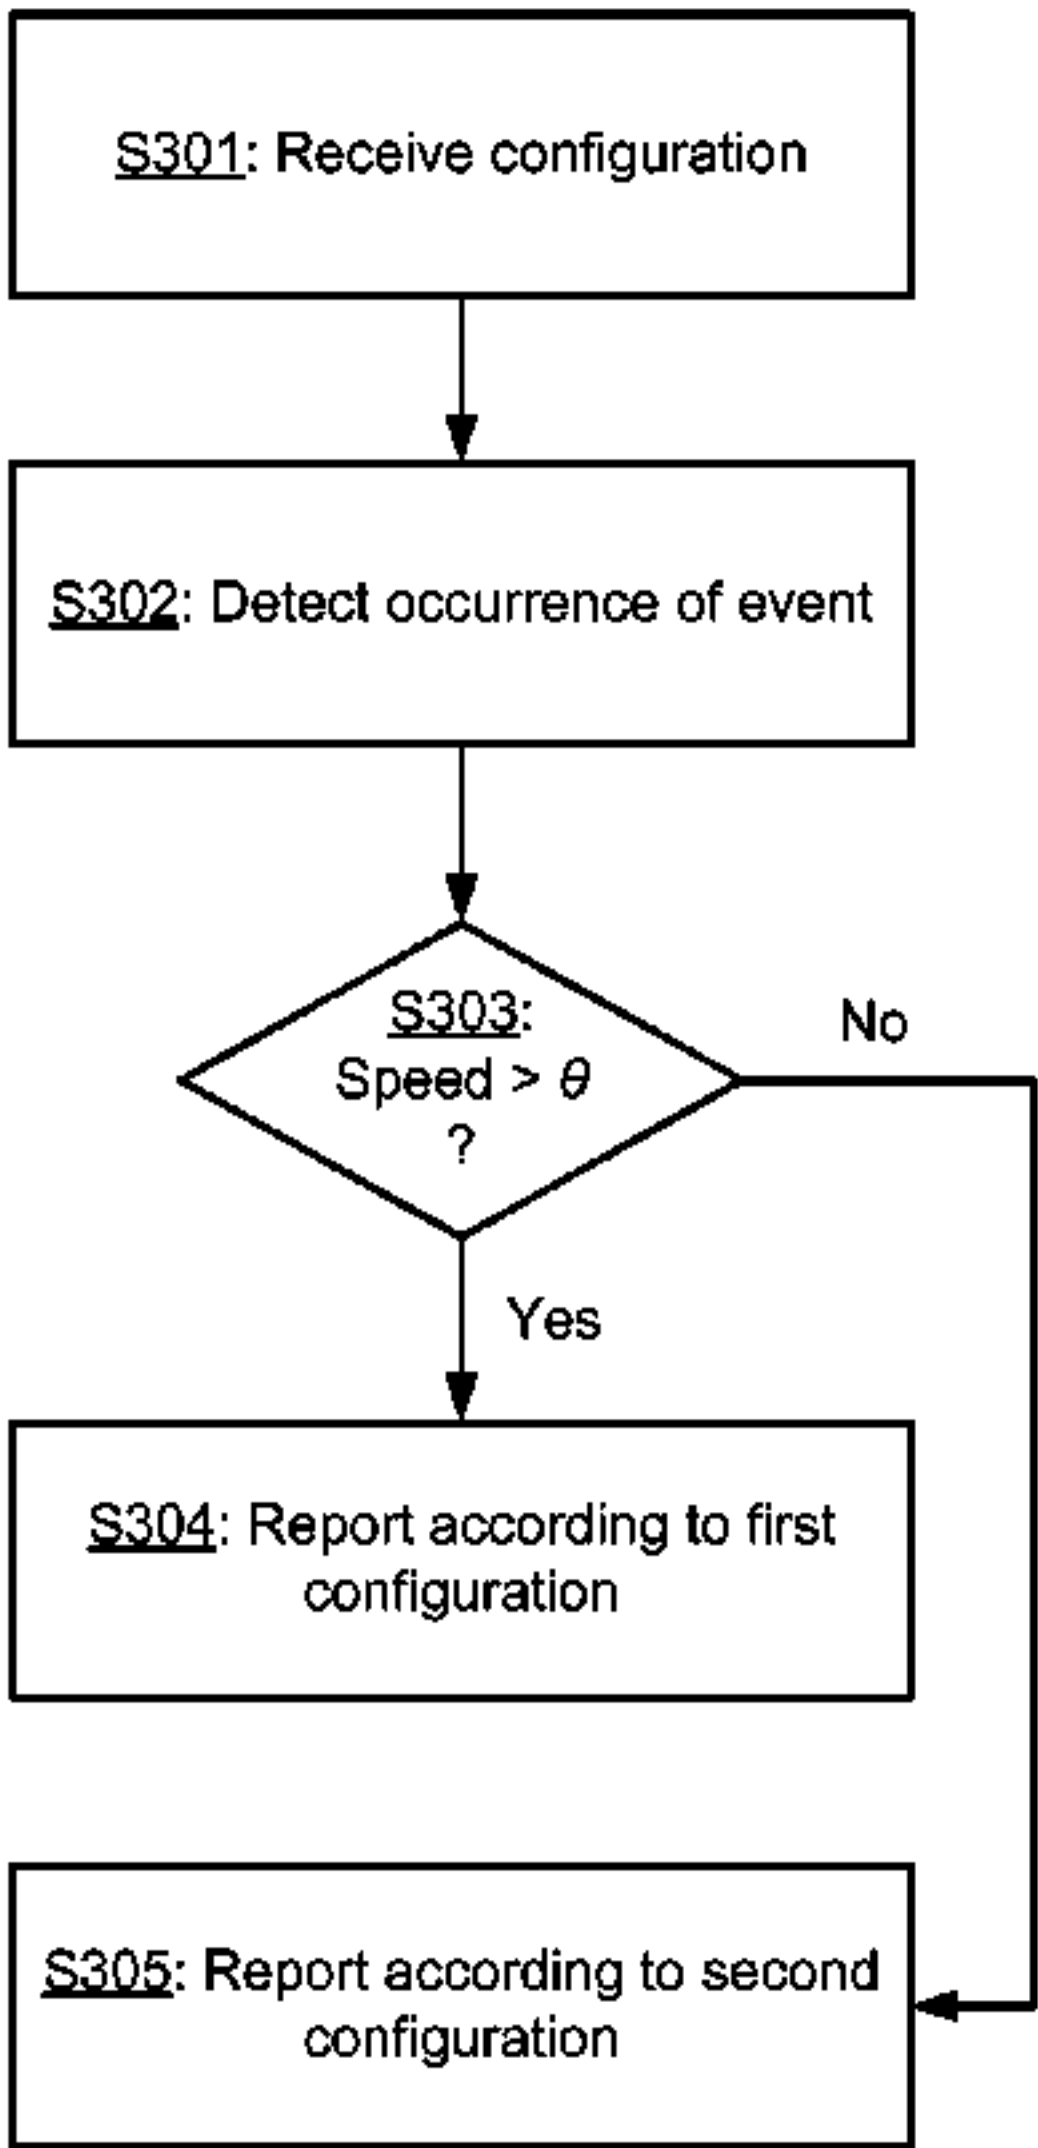 S301: Receive configuration
S302: Detect occurrence of event
S303:
Speed > θ
?
No
Yes
S304: Report according to first
configuration
S305: Report according to second
configuration